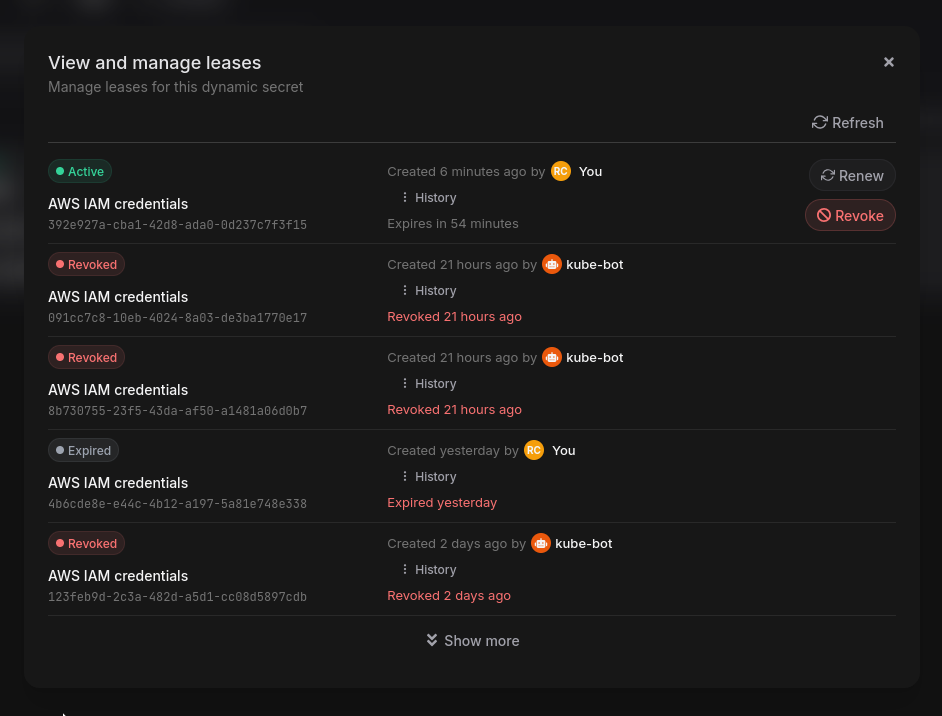 View and manage leases
Manage leases for this dynamic secret
Refresh
Active
AWS IAM credentials
392e927a-cba1-42d8-ada0-0d237c7f3f15
Created 6 minutes ago by RC You
History
Expires in 54 minutes
Renew
Revoke
Revoked
AWS IAM credentials
091cc7c8-10eb-4024-8a03-de3ba1770e17
Created 21 hours ago by kube-bot
History
Revoked 21 hours ago
Revoked
AWS IAM credentials
8b730755-23f5-43da-af50-a1481a06d0b7
Created 21 hours ago by kube-bot
History
Revoked 21 hours ago
Expired
AWS IAM credentials
4b6cde8e-e44c-4b12-a197-5a81e748e338
Created yesterday by RC You
History
Expired yesterday
Revoked
AWS IAM credentials
123feb9d-2c3a-482d-a5d1-cc08d5897cdb
Created 2 days ago by kube-bot
History
Revoked 2 days ago
Show more